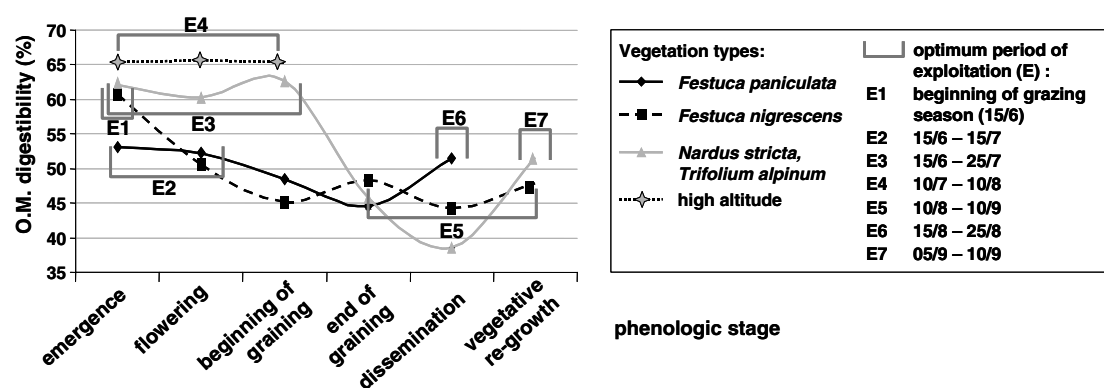 O.M. digestibility (%)
70
65
60
55
50
45
40
35
E4
E1
E3
E2
E6
E7
E5
emergence
flowering
beginning of
graining
end of
graining
dissemination
vegetative
re-growth
phenologic stage
Vegetation types:
Festuca paniculata
Festuca nigrescens
Nardus stricta,
Trifolium alpinum
high altitude
optimum period of
exploitation (E) :
E1 beginning of grazing
season (15/6)
E2 15/6 – 15/7
E3 15/6 – 25/7
E4 10/7 – 10/8
E5 10/8 – 10/9
E6 15/8 – 25/8
E7 05/9 – 10/9